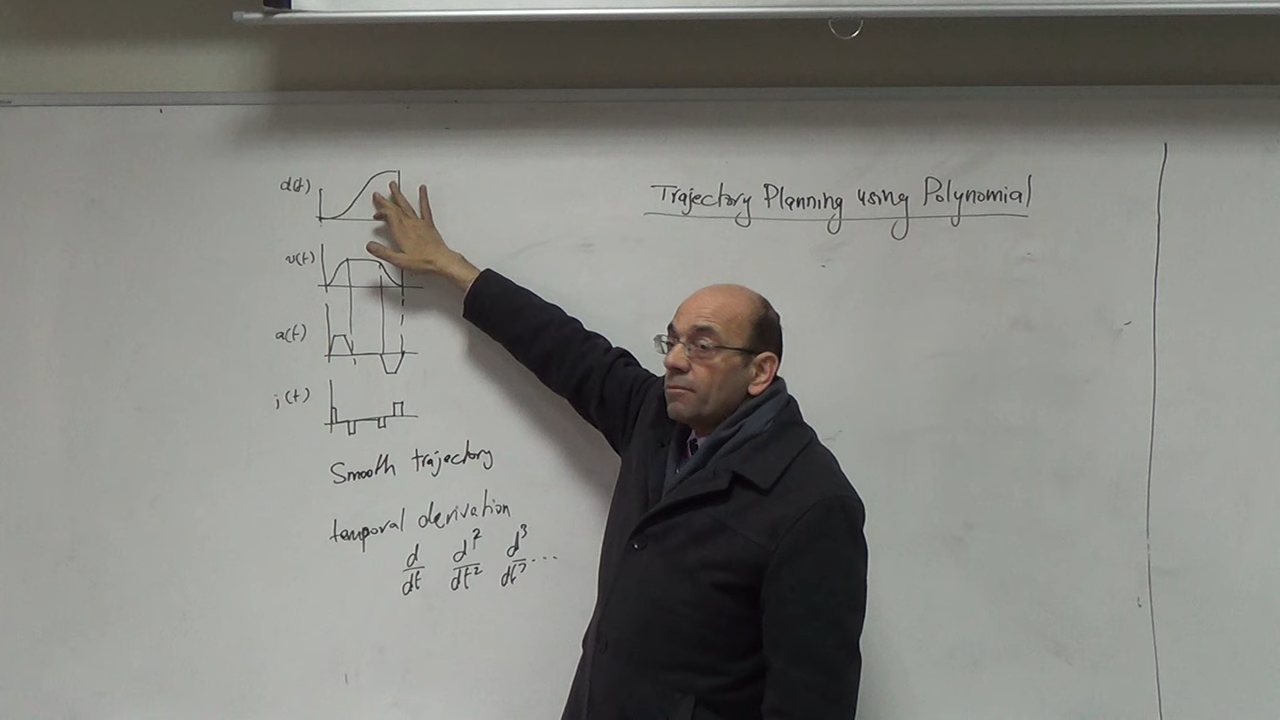 d(t)
v(t)
a(t)
j(t)
Smooth trajectory
temporal derivation
d/dt d²/dt² d³/dt³ ...
Trajectory Planning using Polynomial